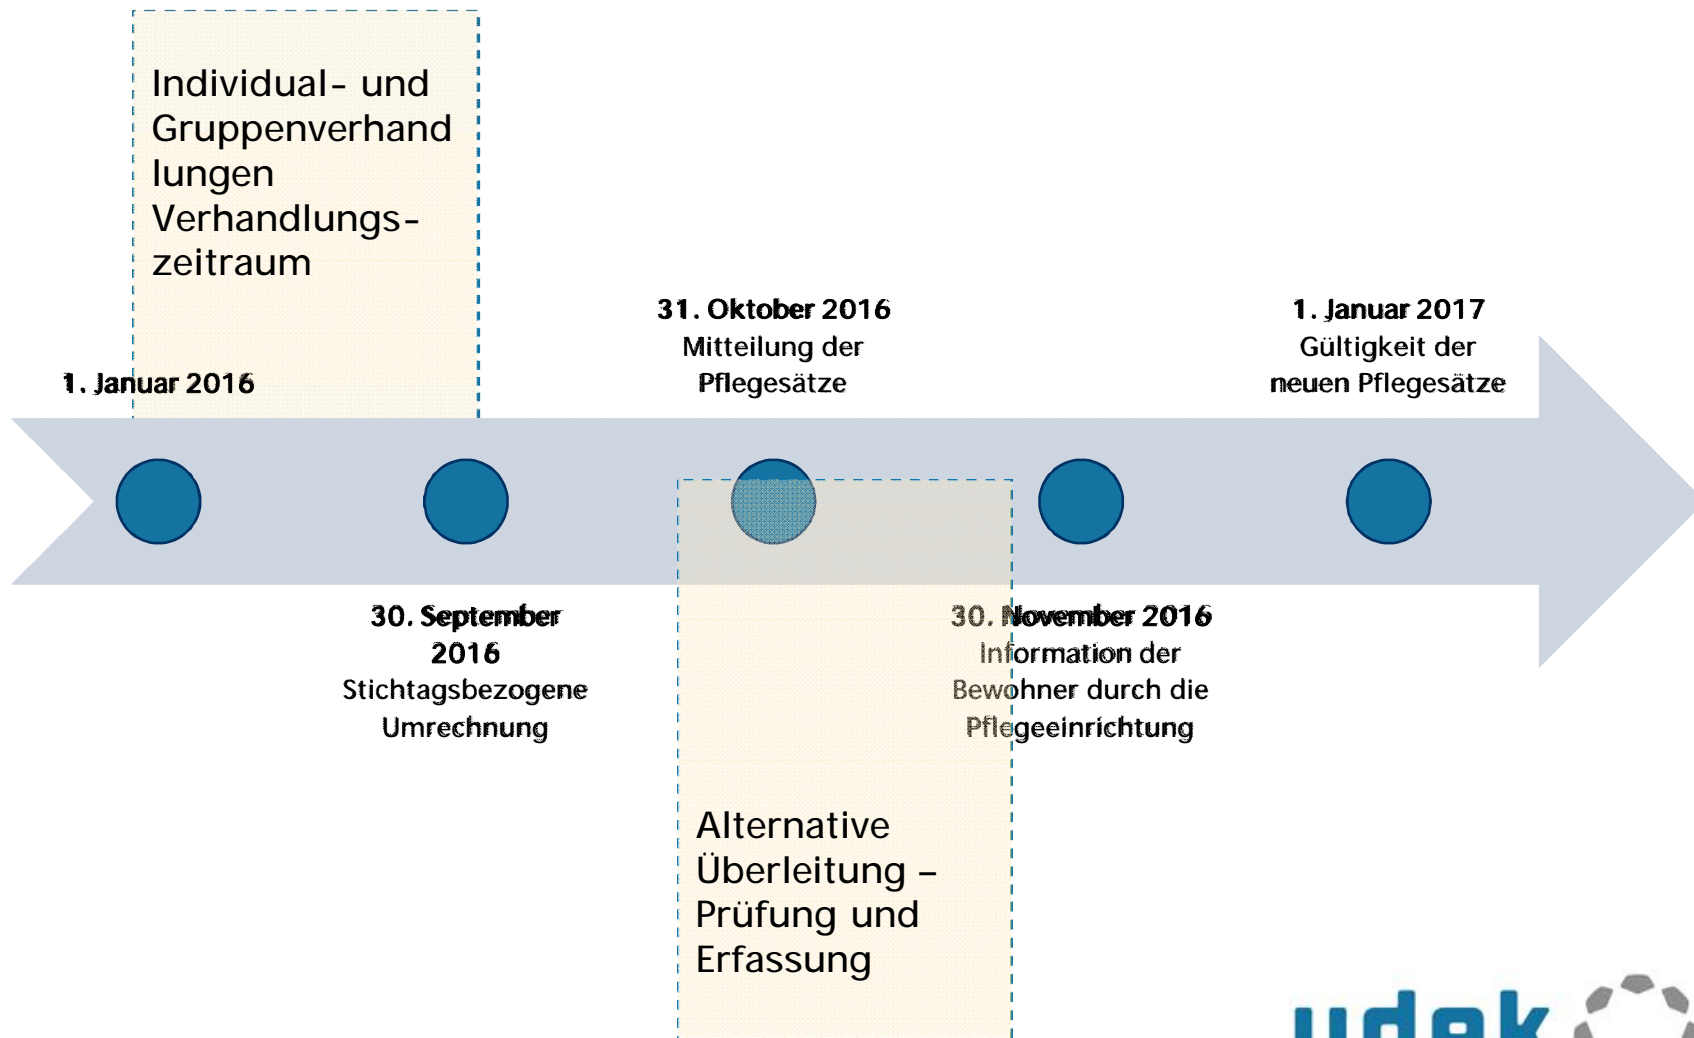 Individual- und
Gruppenverhand
lungen
Verhandlungs-
zeitraum
1. Januar 2016
31. Oktober 2016
Mitteilung der
Pflegesätze
1. Januar 2017
Gültigkeit der
neuen Pflegesätze
30. September
2016
Stichtagsbezogene
Umrechnung
30. November 2016
Information der
Bewohner durch die
Pflegeeinrichtung
Alternative
Überleitung –
Prüfung und
Erfassung
vdek